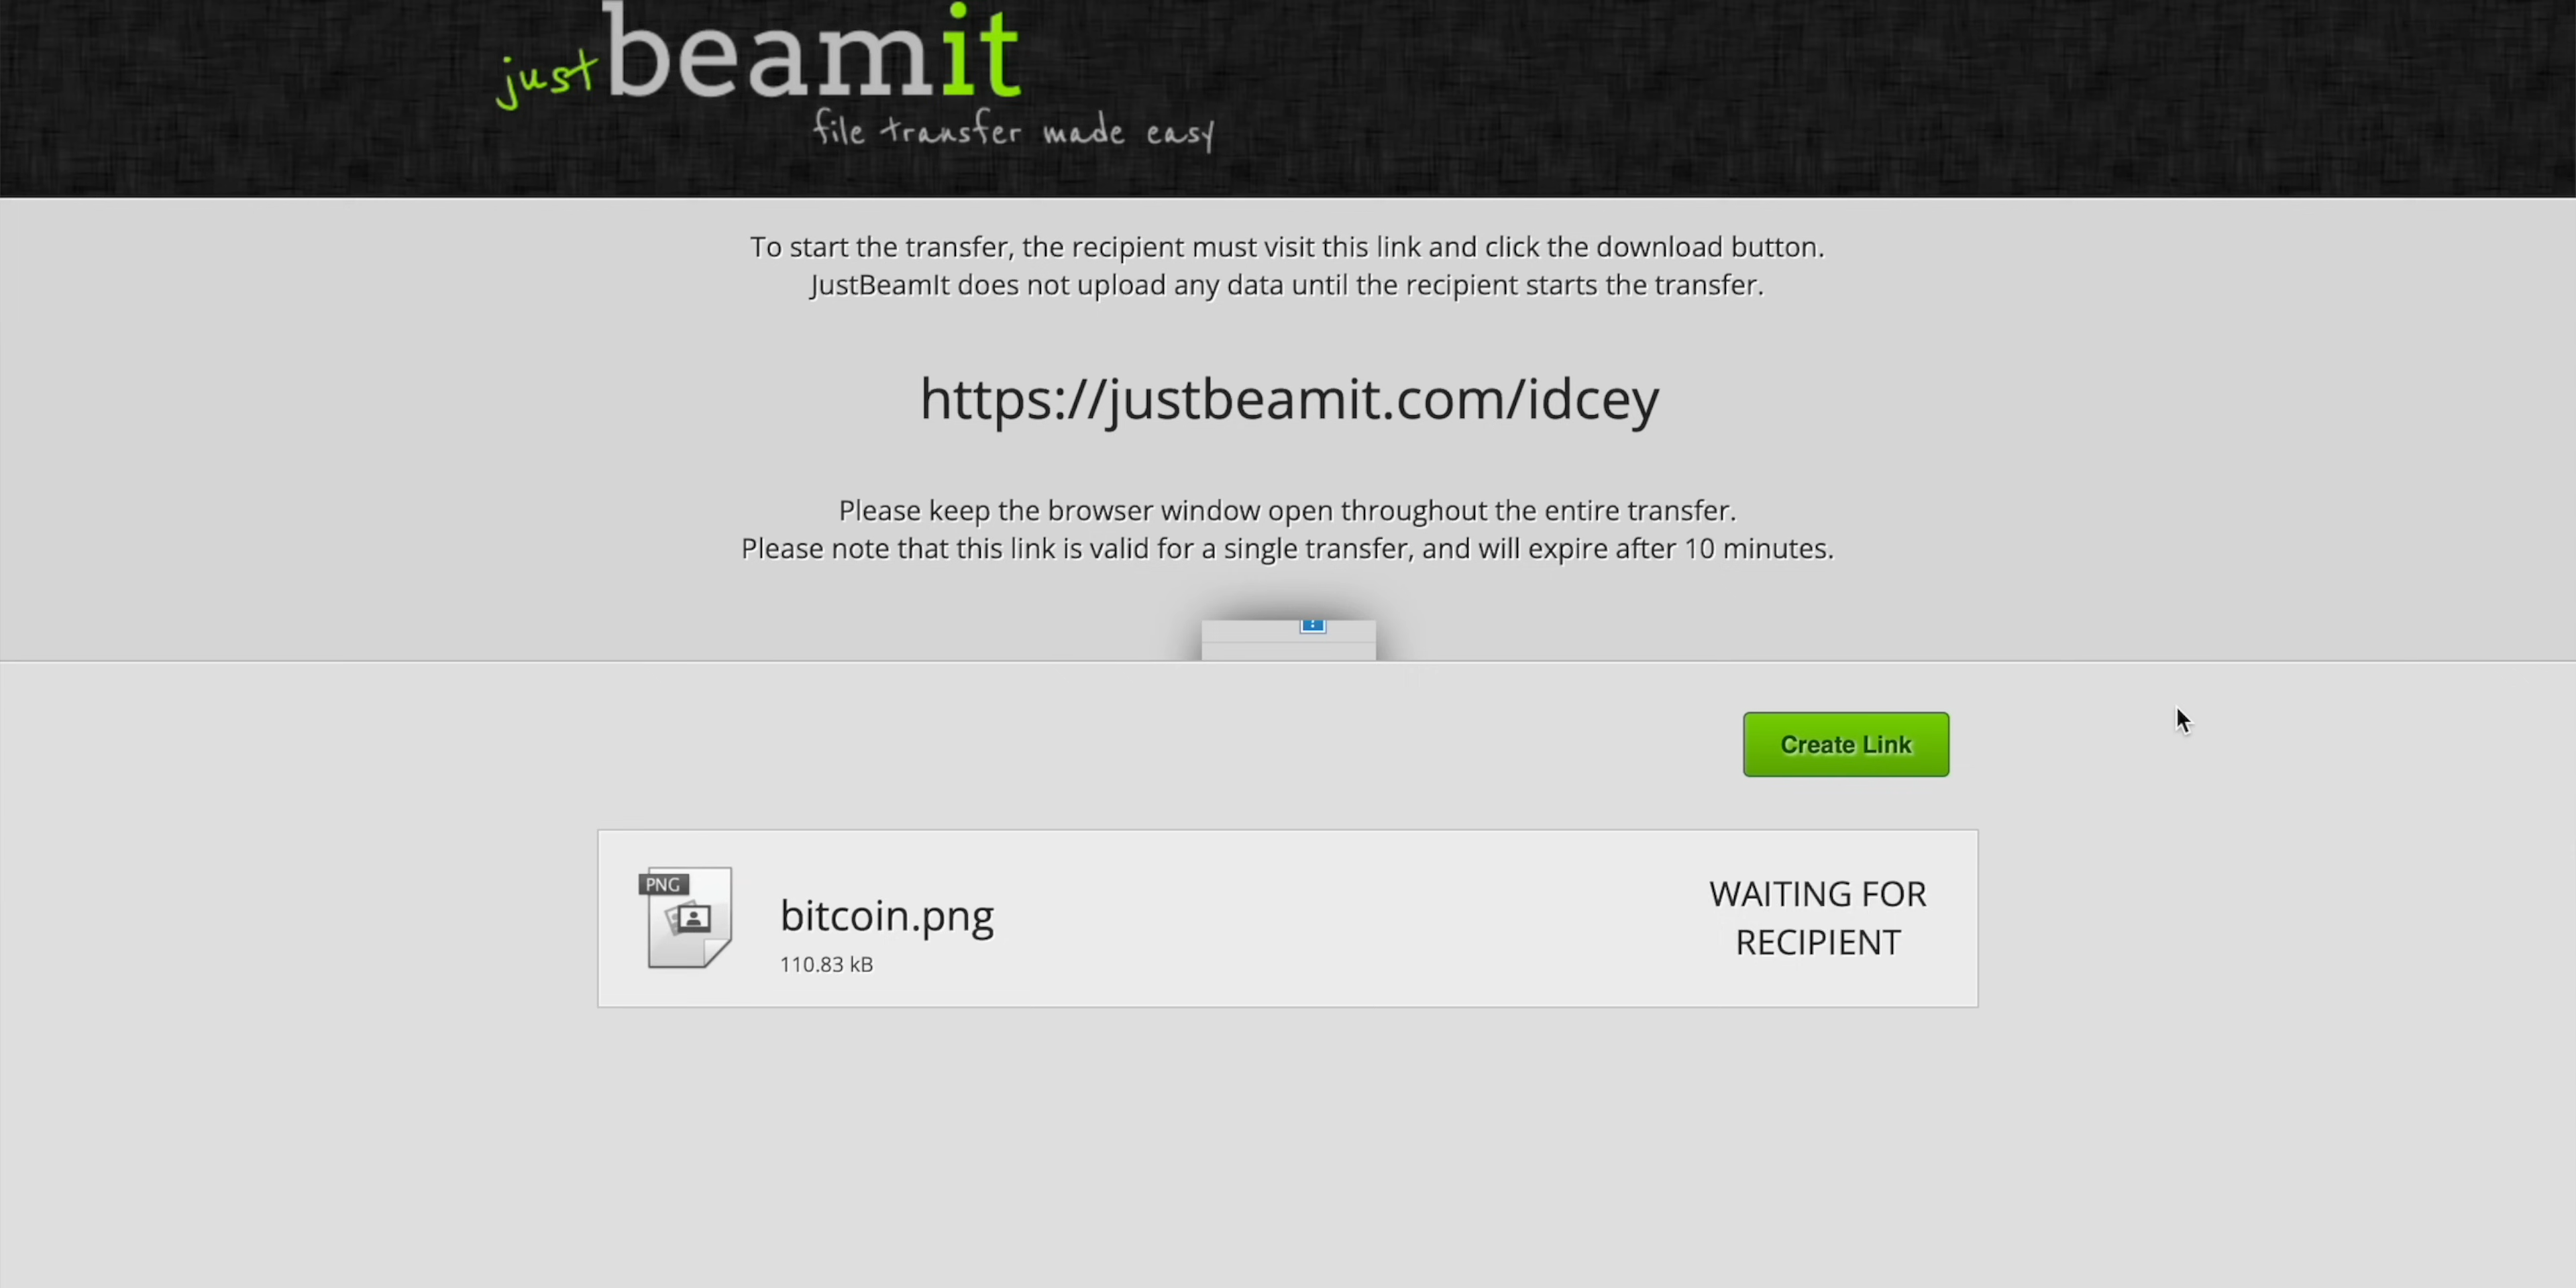 just beamit
file transfer made easy
To start the transfer, the recipient must visit this link and click the download button.
JustBeamIt does not upload any data until the recipient starts the transfer.
https://justbeamit.com/idcey
Please keep the browser window open throughout the entire transfer.
Please note that this link is valid for a single transfer, and will expire after 10 minutes.
Create Link
PNG
bitcoin.png
110.83 kB
WAITING FOR
RECIPIENT